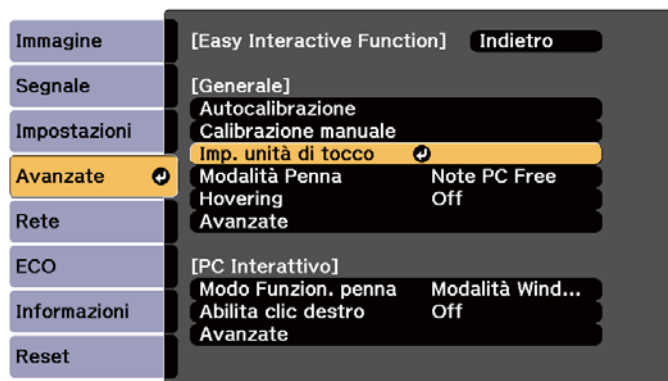 Immagine
Segnale
Impostazioni
Avanzate
Rete
ECO
Informazioni
Reset
[Easy Interactive Function] Indietro
[Generale]
Autocalibrazione
Calibrazione manuale
Imp. unità di tocco
Modalità Penna Note PC Free
Hovering Off
Avanzate
[PC Interattivo]
Modo Funzion. penna Modalità Wind...
Abilita clic destro Off
Avanzate